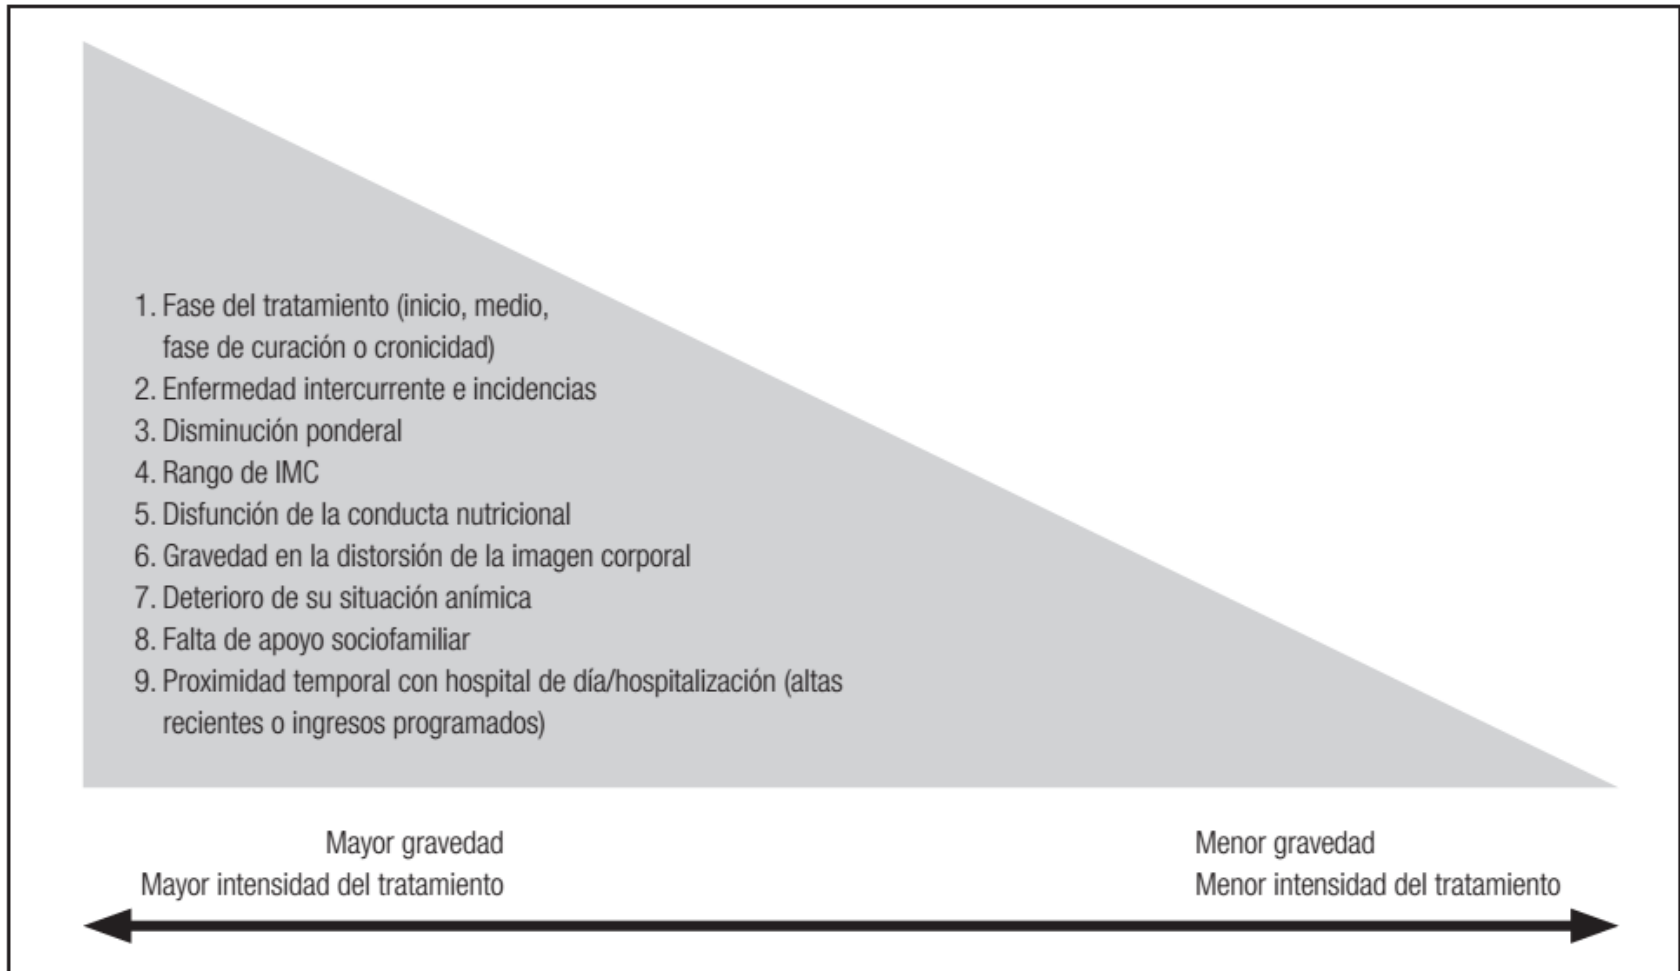 1. Fase del tratamiento (inicio, medio,
fase de curación o cronicidad)
2. Enfermedad intercurrente e incidencias
3. Disminución ponderal
4. Rango de IMC
5. Disfunción de la conducta nutricional
6. Gravedad en la distorsión de la imagen corporal
7. Deterioro de su situación anímica
8. Falta de apoyo sociofamiliar
9. Proximidad temporal con hospital de día/hospitalización (altas
recientes o ingresos programados)
Mayor gravedad
Mayor intensidad del tratamiento
Menor gravedad
Menor intensidad del tratamiento